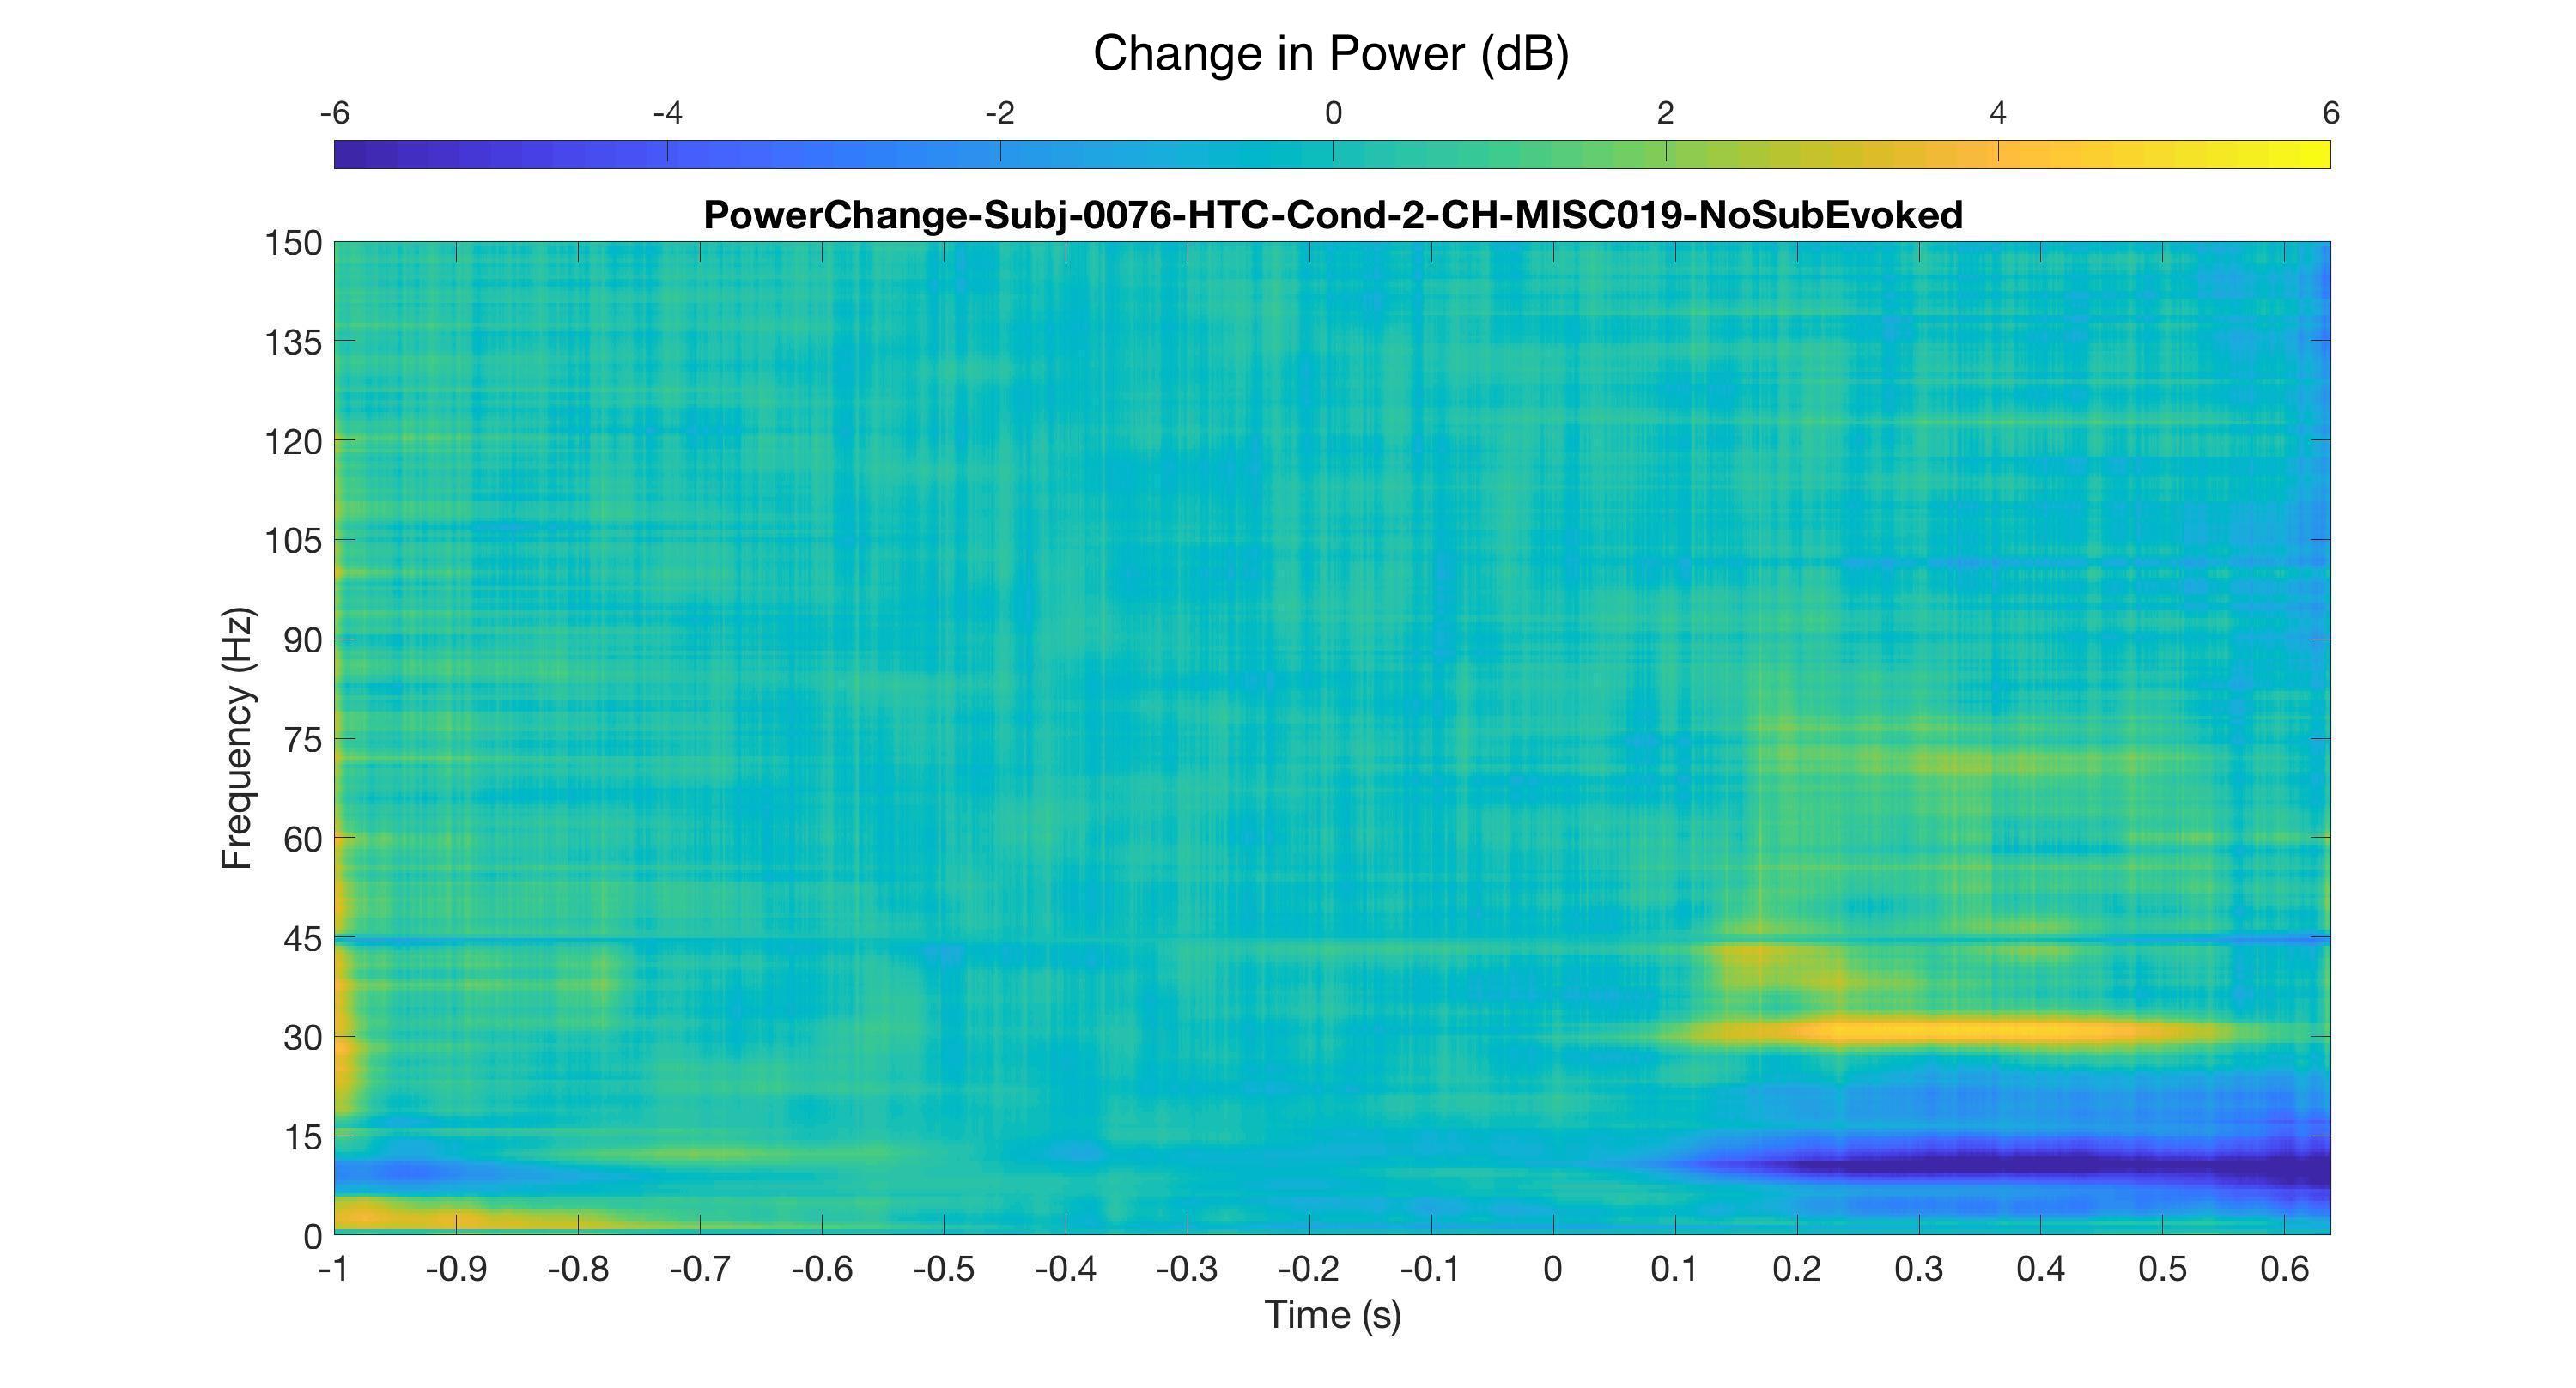 Change in Power (dB)
-6 -4 -2 0 2 4 6
PowerChange-Subj-0076-HTC-Cond-2-CH-MISC019-NoSubEvoked
150
135
120
105
90
75
60
45
30
15
0
Frequency (Hz)
-1 -0.9 -0.8 -0.7 -0.6 -0.5 -0.4 -0.3 -0.2 -0.1 0 0.1 0.2 0.3 0.4 0.5 0.6
Time (s)